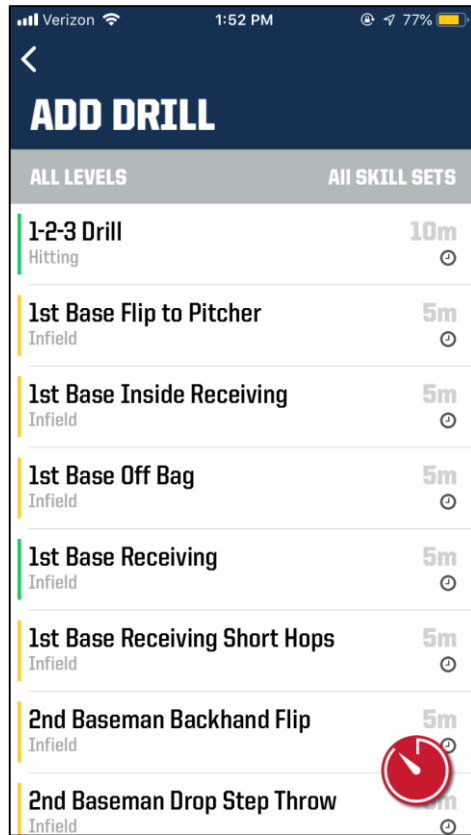 Verizon 1:52 PM 77%
ADD DRILL
ALL LEVELS All SKILL SETS
1-2-3 Drill 10m
Hitting
1st Base Flip to Pitcher 5m
Infield
1st Base Inside Receiving 5m
Infield
1st Base Off Bag 5m
Infield
1st Base Receiving 5m
Infield
1st Base Receiving Short Hops 5m
Infield
2nd Baseman Backhand Flip 5m
Infield
2nd Baseman Drop Step Throw
Infield